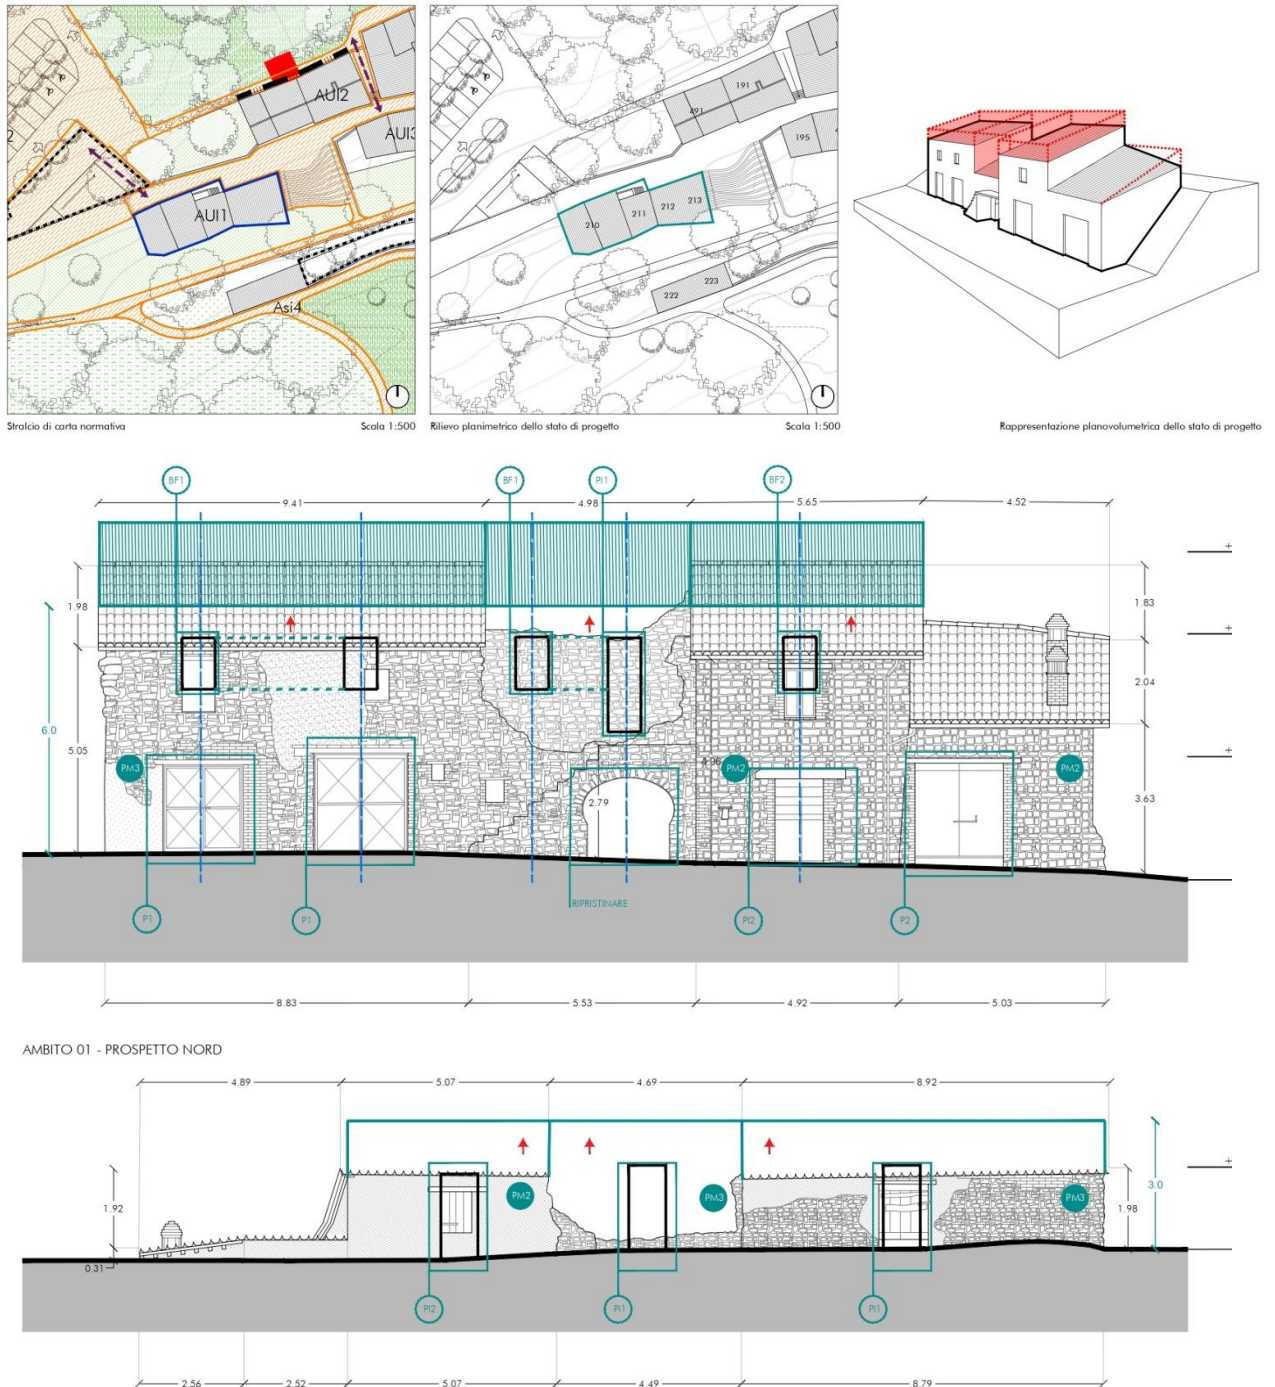 AUI2
AUI3
2
AUI1
Asi4
191
491
195
213
212
211
210
223
222
Stralcio di carta normativa Scala 1:500
Rilievo planimetrico dello stato di progetto Scala 1:500
Rappresentazione planovolumetrica dello stato di progetto
BF1 BF1 PI1 BF2
9.41 4.98 5.65 4.52
1.98
1.83
2.04
6.0
5.05
PM3 4.06 PM2 PM2
2.79
3.63
RIPRISTINARE
P1 P1 PI2 P2
8.83 5.53 4.92 5.03
AMBITO 01 - PROSPETTO NORD
4.89 5.07 4.69 8.92
PM2 PM3 PM3
3.0
1.92 1.98
0.31
PI2 PI1 PI1
2.56 2.52 5.07 4.49 8.79